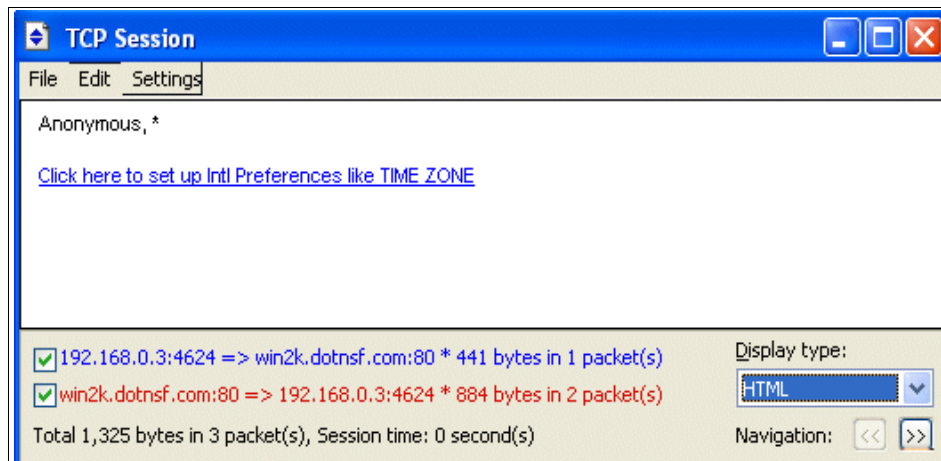 TCP Session
File Edit Settings
Anonymous, *
Click here to set up Intl Preferences like TIME ZONE
192.168.0.3:4624 => win2k.dotnsf.com:80 * 441 bytes in 1 packet(s)
win2k.dotnsf.com:80 => 192.168.0.3:4624 * 884 bytes in 2 packet(s)
Total 1,325 bytes in 3 packet(s), Session time: 0 second(s)
Display type:
HTML
Navigation: << >>